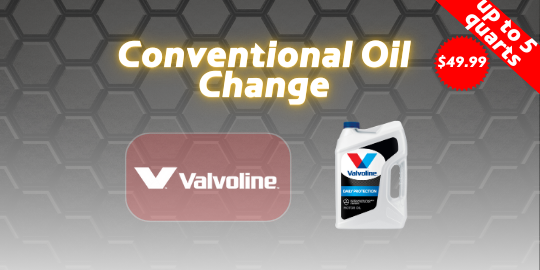 Conventional Oil
Change
up to 5
quarts
$49.99
Valvoline
Valvoline
DAILY PROTECTION